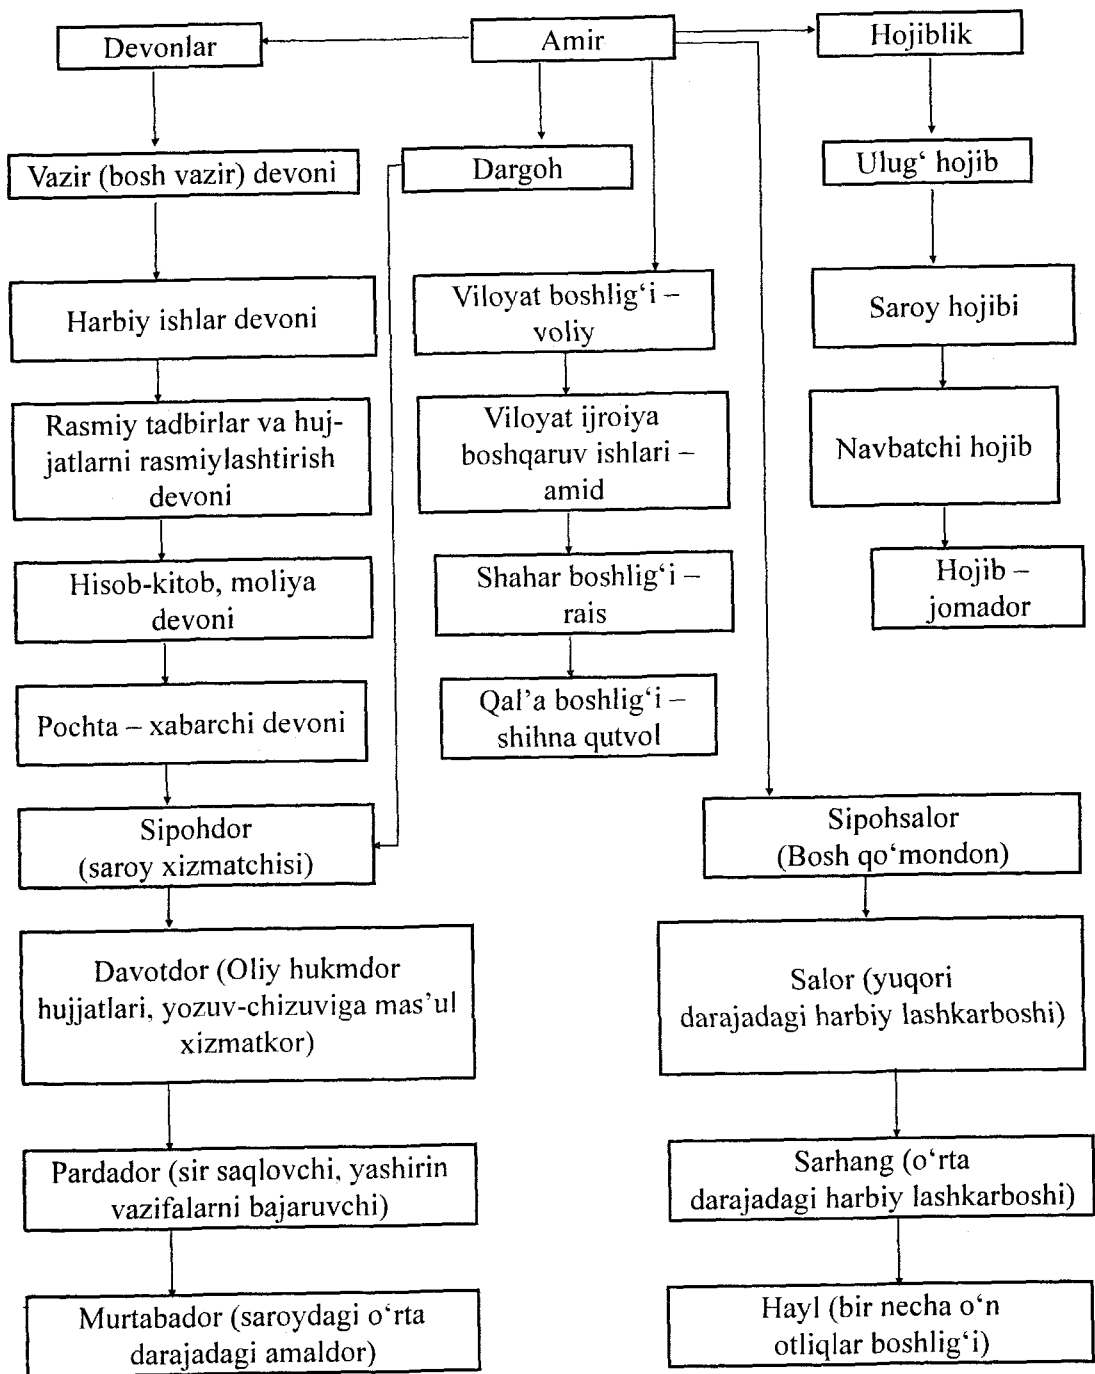 Devonlar
Amir
Hojiblik
Vazir (bosh vazir) devoni
Dargoh
Ulug‘ hojib
Harbiy ishlar devoni
Viloyat boshlig‘i –
voliy
Saroy hojibi
Rasmiy tadbirlar va huj-
jatlarni rasmiylashtirish
devoni
Viloyat ijroiya
boshqaruv ishlari –
amid
Navbatchi hojib
Hisob-kitob, moliya
devoni
Shahar boshlig‘i –
rais
Hojib –
jomador
Pochta – xabarchi devoni
Qal’a boshlig‘i –
shihna qutvol
Sipohdor
(saroy xizmatchisi)
Sipohsalor
(Bosh qo‘mondon)
Davotdor (Oliy hukmdor
hujjatlari, yozuv-chizuviga mas’ul
xizmatkor)
Salor (yuqori
darajadagi harbiy lashkarboshi)
Pardador (sir saqlovchi, yashirin
vazifalarni bajaruvchi)
Sarhang (o‘rta
darajadagi harbiy lashkarboshi)
Murtabador (saroydagi o‘rta
darajadagi amaldor)
Hayl (bir necha o‘n
otliqlar boshlig‘i)